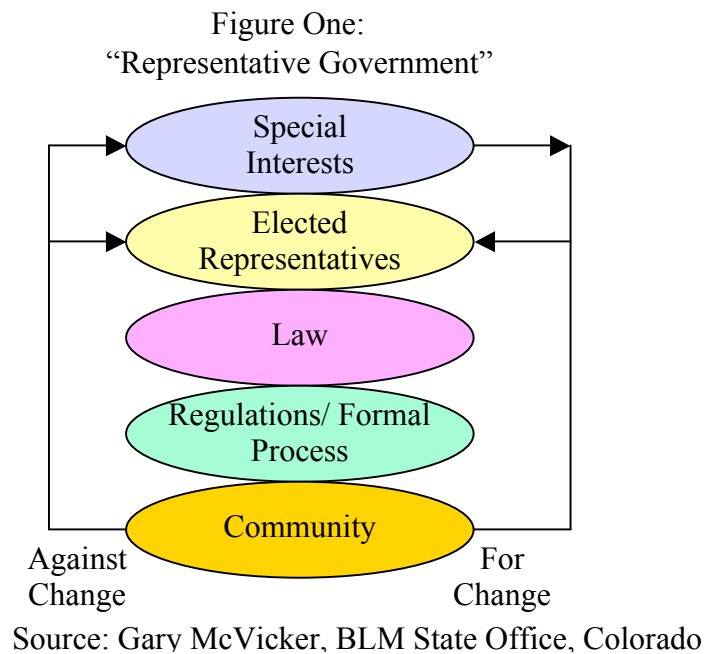 Figure One:
“Representative Government”
Special
Interests
Elected
Representatives
Law
Regulations/ Formal
Process
Community
Against
Change
For
Change
Source: Gary McVicker, BLM State Office, Colorado